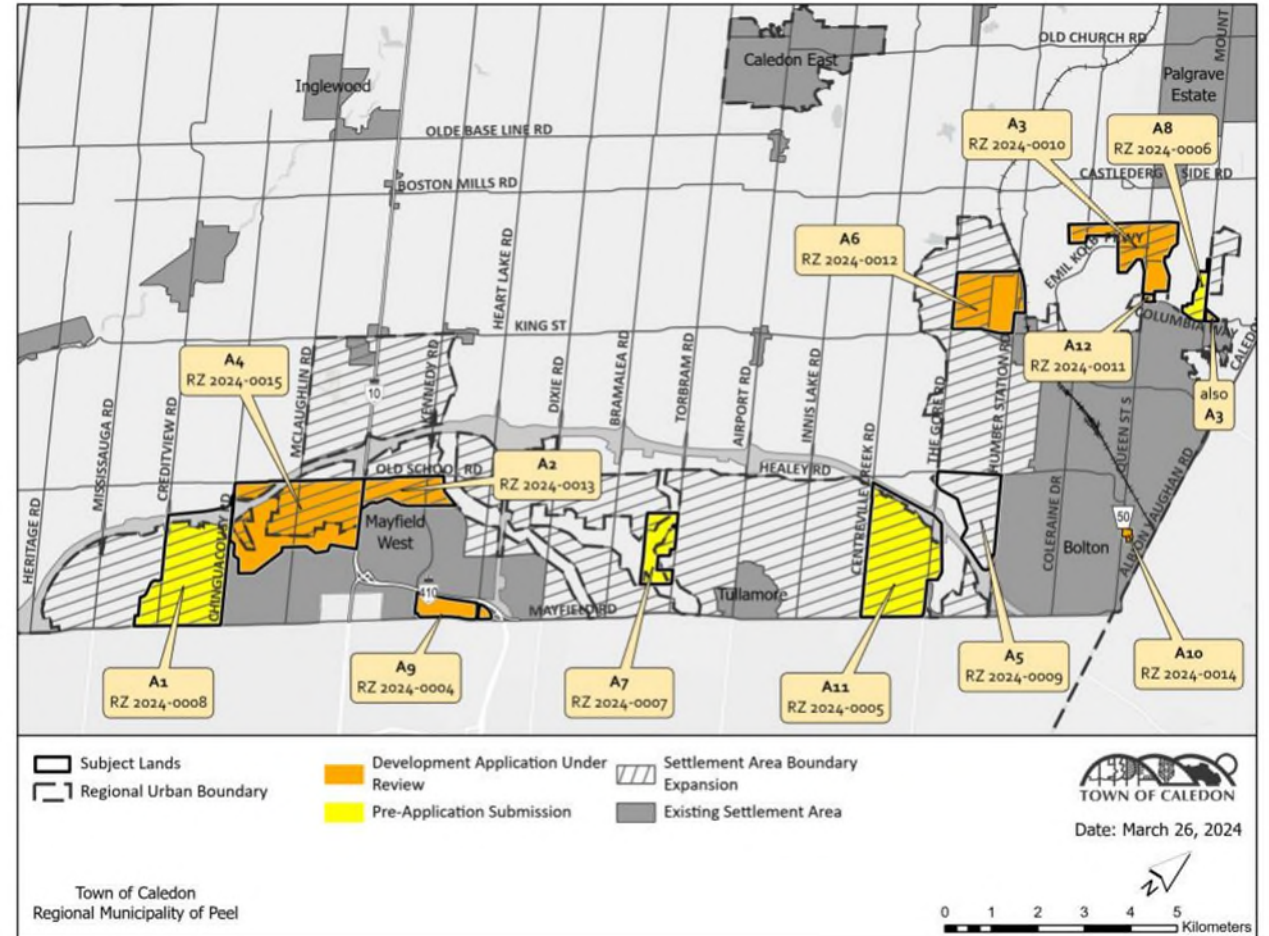 OLD CHURCH RD
MOUNT
Caledon East
Inglewood
Palgrave
Estate
A3
RZ 2024-0010
A8
RZ 2024-0006
OLDE BASE LINE RD
CASTLEDERG SIDE RD
BOSTON MILLS RD
A6
RZ 2024-0012
EMIL KOLB PKWY
HEART LAKE RD
KING ST
COLUMBIA WAY
A12
RZ 2024-0011
A4
RZ 2024-0015
also
A3
10
MCLAUGHLIN RD
KENNEDY RD
DIXIE RD
BRAMALEA RD
TORBRAM RD
AIRPORT RD
INNIS LAKE RD
CENTREVILLE CREEK RD
THE GORE RD
HUMBER STATION RD
QUEEN ST S
HERITAGE RD
MISSISSAUGA RD
CREDITVIEW RD
CHINGUACOUSY RD
OLD SCHOOL RD
A2
RZ 2024-0013
HEALEY RD
Mayfield
West
COLERAINE DR
ALBION VAUGHAN RD
50
Bolton
410
Tullamore
MAYFIELD RD
A1
RZ 2024-0008
A9
RZ 2024-0004
A7
RZ 2024-0007
A11
RZ 2024-0005
A5
RZ 2024-0009
A10
RZ 2024-0014
Subject Lands
Regional Urban Boundary
Development Application Under
Review
Pre-Application Submission
Settlement Area Boundary
Expansion
Existing Settlement Area
TOWN OF CALEDON
Date: March 26, 2024
Town of Caledon
Regional Municipality of Peel
N
0 1 2 3 4 5
Kilometers